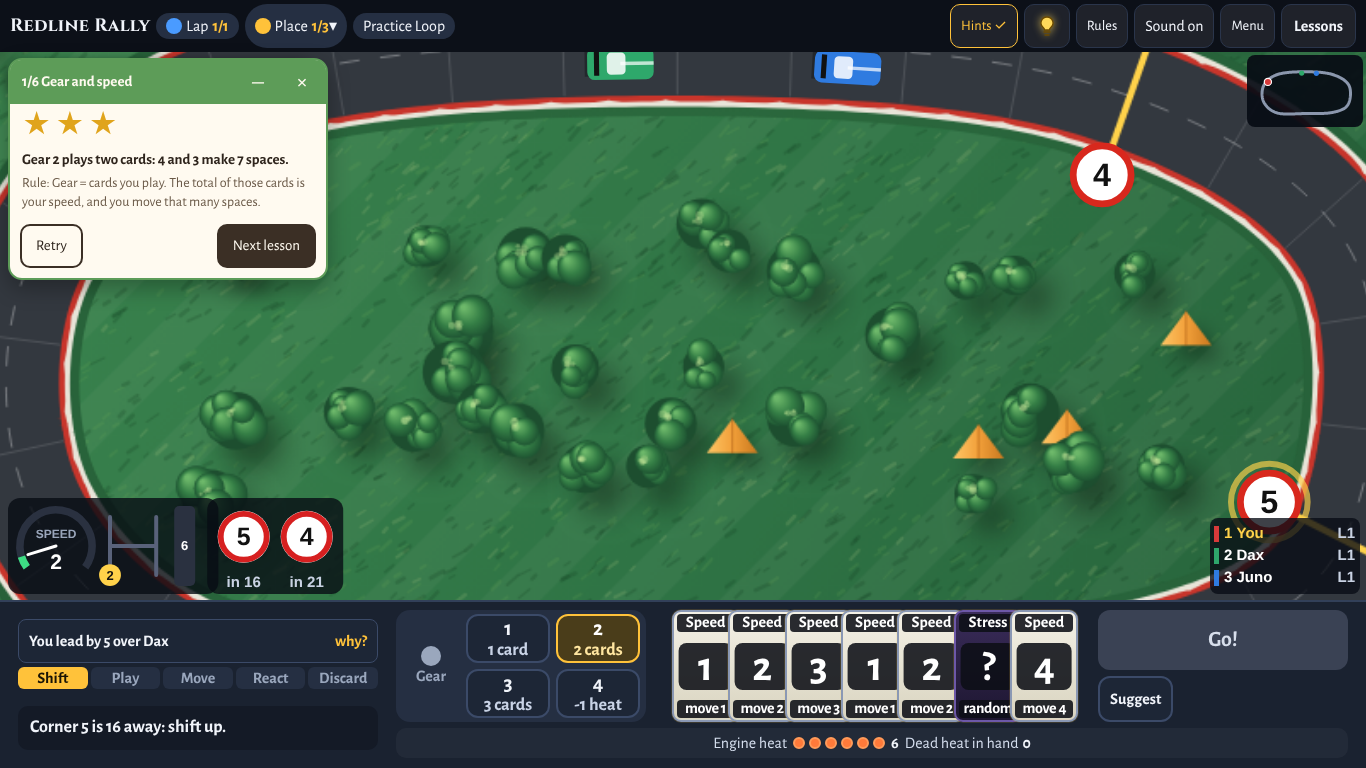 REDLINE RALLY
Lap 1/1
Place 1/3▾
Practice Loop
Hints ✓
Rules
Sound on
Menu
Lessons
1/6 Gear and speed
— ×
★ ★ ★
Gear 2 plays two cards: 4 and 3 make 7 spaces.
Rule: Gear = cards you play. The total of those cards is
your speed, and you move that many spaces.
Retry
Next lesson
4
5
SPEED
2
2
6
5
in 16
4
in 21
1 You L1
2 Dax L1
3 Juno L1
You lead by 5 over Dax why?
Shift Play Move React Discard
Corner 5 is 16 away: shift up.
Gear
1
1 card
2
2 cards
3
3 cards
4
-1 heat
Speed
1
move 1
Speed
2
move 2
Speed
3
move 3
Speed
1
move 1
Speed
2
move 2
Stress
?
random
Speed
4
move 4
Engine heat 6 Dead heat in hand 0
Go!
Suggest